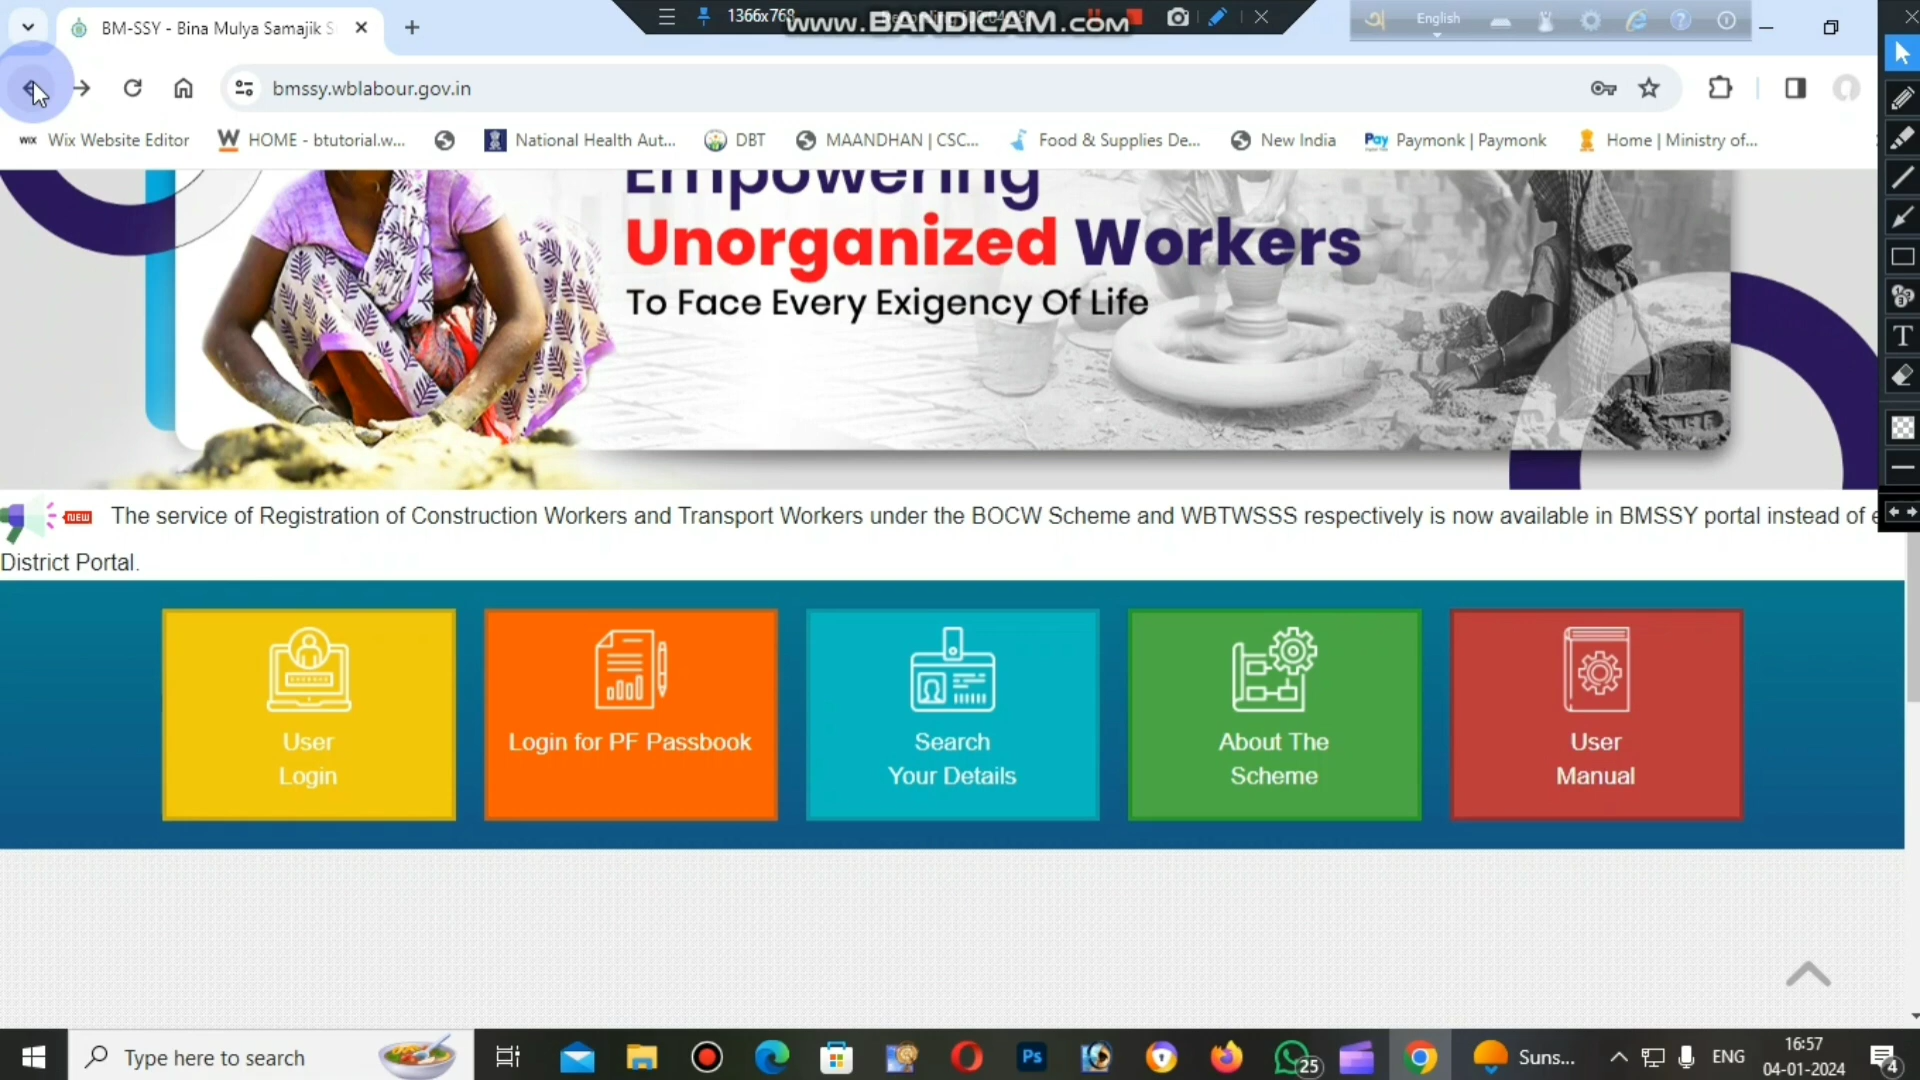 1366x768
www.BANDICAM.com
English
BM-SSY - Bina Mulya Samajik S
bmssy.wblabour.gov.in
WIX Wix Website Editor
W HOME - btutorial.w...
National Health Aut...
DBT
MAANDHAN | CSC...
Food & Supplies De...
New India
Pay Paymonk | Paymonk
Home | Ministry of...
Empowering
Unorganized Workers
To Face Every Exigency Of Life
NEW The service of Registration of Construction Workers and Transport Workers under the BOCW Scheme and WBTWSSS respectively is now available in BMSSY portal instead of e
District Portal.
User
Login
Login for PF Passbook
Search
Your Details
About The
Scheme
User
Manual
T
Type here to search
Ps
25
Suns...
ENG
16:57
04-01-2024
4